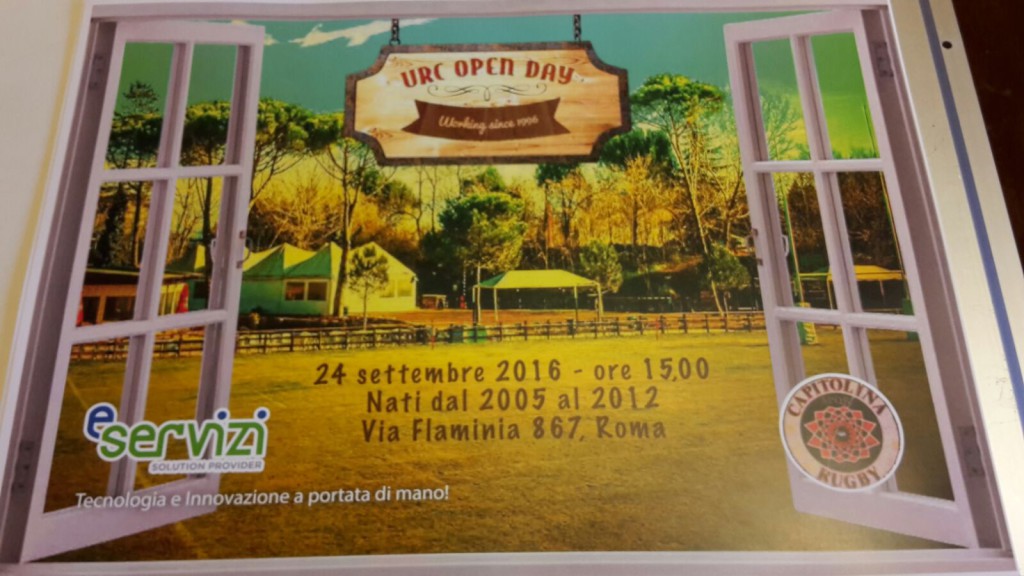 URC OPEN DAY
Working since 1996
24 settembre 2016 - ore 15,00
Nati dal 2005 al 2012
Via Flaminia 867, Roma
e
servizi
SOLUTION PROVIDER
Tecnologia e Innovazione a portata di mano!
CAPITOLINA
RUGBY